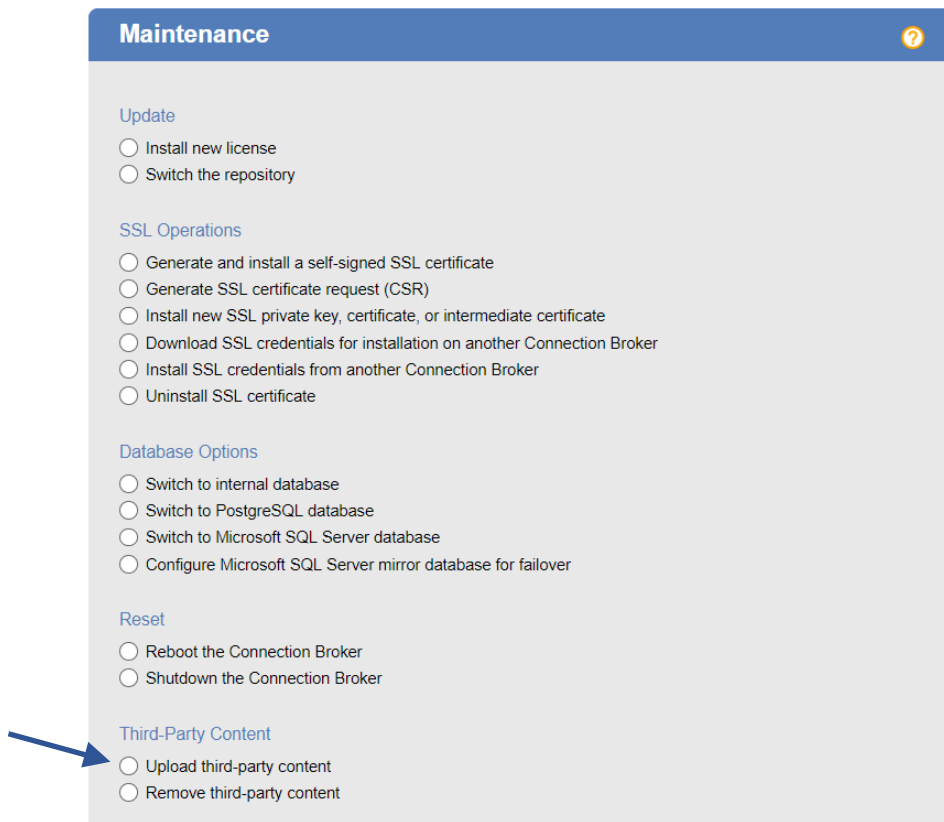 Maintenance
?
Update
Install new license
Switch the repository
SSL Operations
Generate and install a self-signed SSL certificate
Generate SSL certificate request (CSR)
Install new SSL private key, certificate, or intermediate certificate
Download SSL credentials for installation on another Connection Broker
Install SSL credentials from another Connection Broker
Uninstall SSL certificate
Database Options
Switch to internal database
Switch to PostgreSQL database
Switch to Microsoft SQL Server database
Configure Microsoft SQL Server mirror database for failover
Reset
Reboot the Connection Broker
Shutdown the Connection Broker
Third-Party Content
Upload third-party content
Remove third-party content